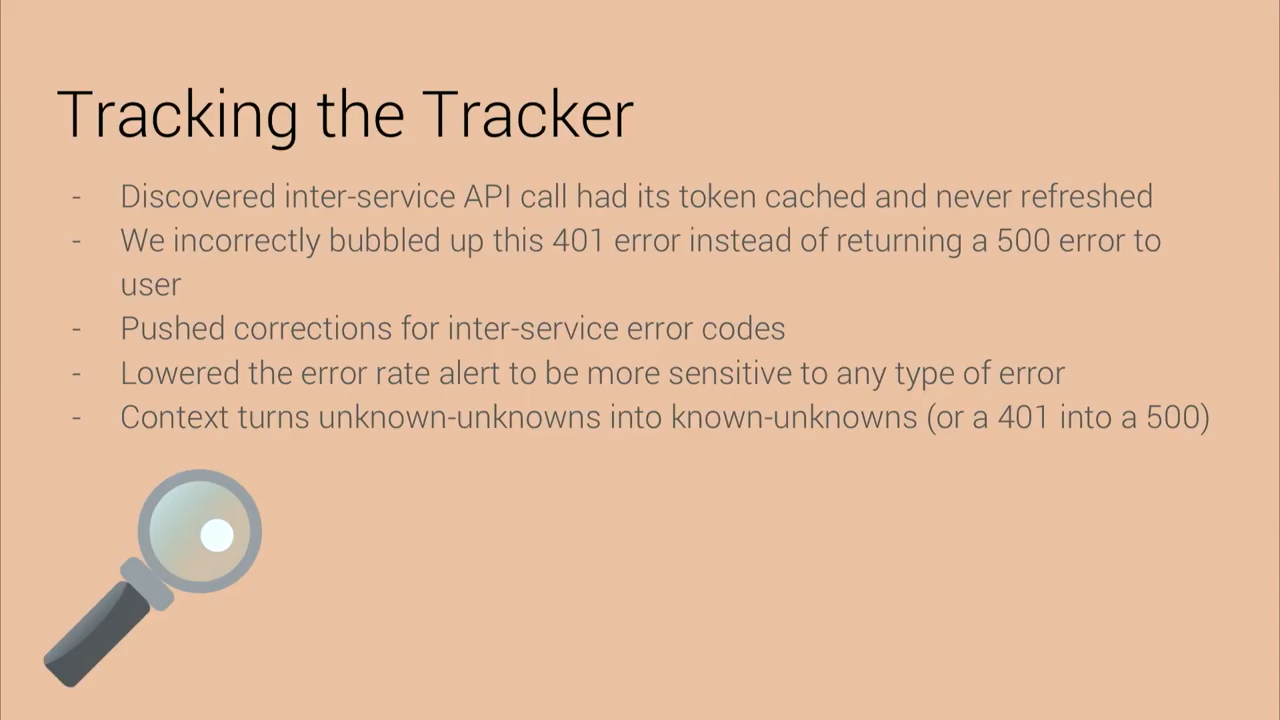 Tracking the Tracker
- Discovered inter-service API call had its token cached and never refreshed
- We incorrectly bubbled up this 401 error instead of returning a 500 error to
user
- Pushed corrections for inter-service error codes
- Lowered the error rate alert to be more sensitive to any type of error
- Context turns unknown-unknowns into known-unknowns (or a 401 into a 500)